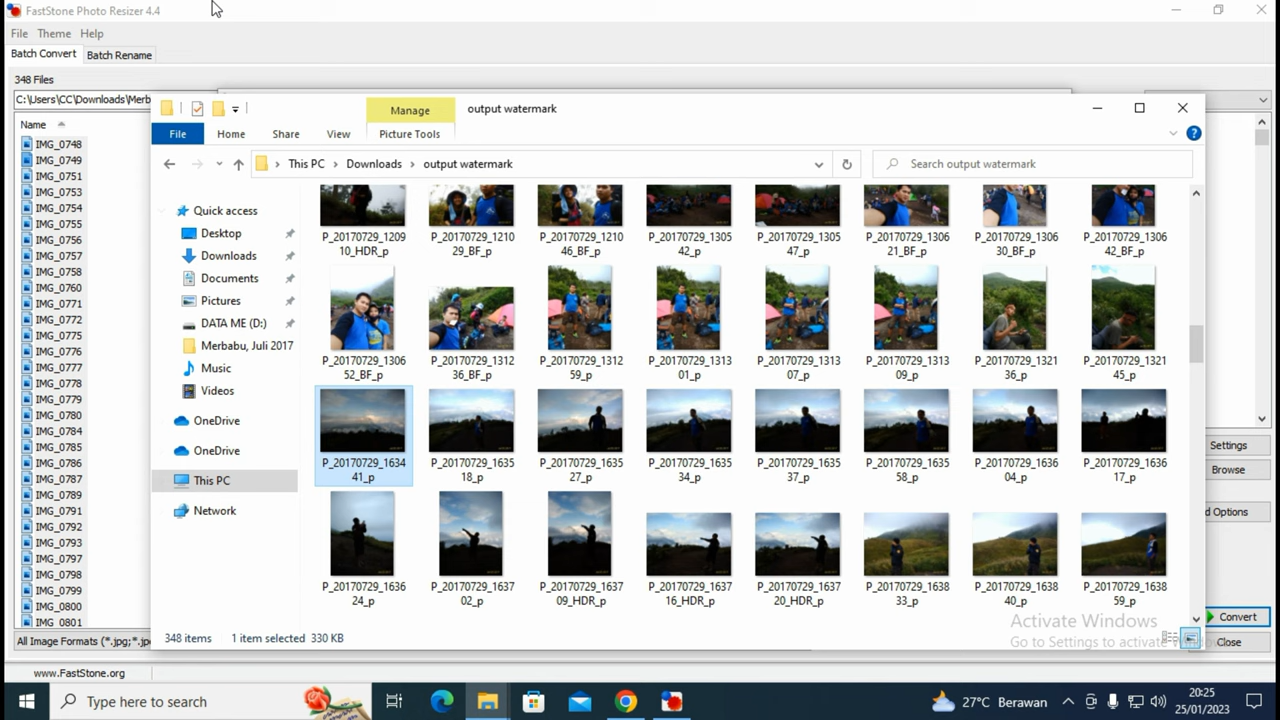 FastStone Photo Resizer 4.4
File Theme Help
Batch Convert Batch Rename
348 Files
C:\Users\CC\Downloads\Merb
Name
IMG_0748
IMG_0749
IMG_0751
IMG_0753
IMG_0754
IMG_0755
IMG_0756
IMG_0757
IMG_0758
IMG_0760
IMG_0771
IMG_0772
IMG_0775
IMG_0776
IMG_0777
IMG_0778
IMG_0779
IMG_0780
IMG_0784
IMG_0785
IMG_0786
IMG_0787
IMG_0789
IMG_0791
IMG_0792
IMG_0793
IMG_0797
IMG_0798
IMG_0799
IMG_0800
IMG_0801
All Image Formats (*.jpg;*.jp
www.FastStone.org
Manage output watermark
File Home Share View Picture Tools
This PC Downloads output watermark
Search output watermark
Quick access
Desktop
Downloads
Documents
Pictures
DATA ME (D:)
Merbabu, Juli 2017
Music
Videos
OneDrive
OneDrive
This PC
Network
P_20170729_1209 P_20170729_1210 P_20170729_1210 P_20170729_1305 P_20170729_1305 P_20170729_1306 P_20170729_1306 P_20170729_1306
10_HDR_p 29_BF_p 46_BF_p 42_p 47_p 21_BF_p 30_BF_p 42_BF_p
P_20170729_1306 P_20170729_1312 P_20170729_1312 P_20170729_1313 P_20170729_1313 P_20170729_1313 P_20170729_1321 P_20170729_1321
52_BF_p 36_BF_p 59_p 01_p 07_p 09_p 36_p 45_p
P_20170729_1634 P_20170729_1635 P_20170729_1635 P_20170729_1635 P_20170729_1635 P_20170729_1635 P_20170729_1636 P_20170729_1636
41_p 18_p 27_p 34_p 37_p 58_p 04_p 17_p
P_20170729_1636 P_20170729_1637 P_20170729_1637 P_20170729_1637 P_20170729_1637 P_20170729_1638 P_20170729_1638 P_20170729_1638
24_p 02_p 09_HDR_p 16_HDR_p 20_HDR_p 33_p 40_p 59_p
348 items 1 item selected 330 KB
Settings
Browse
d Options
Convert
Close
Activate Windows
Go to Settings to activate
Type here to search
27°C Berawan
20:25
25/01/2023